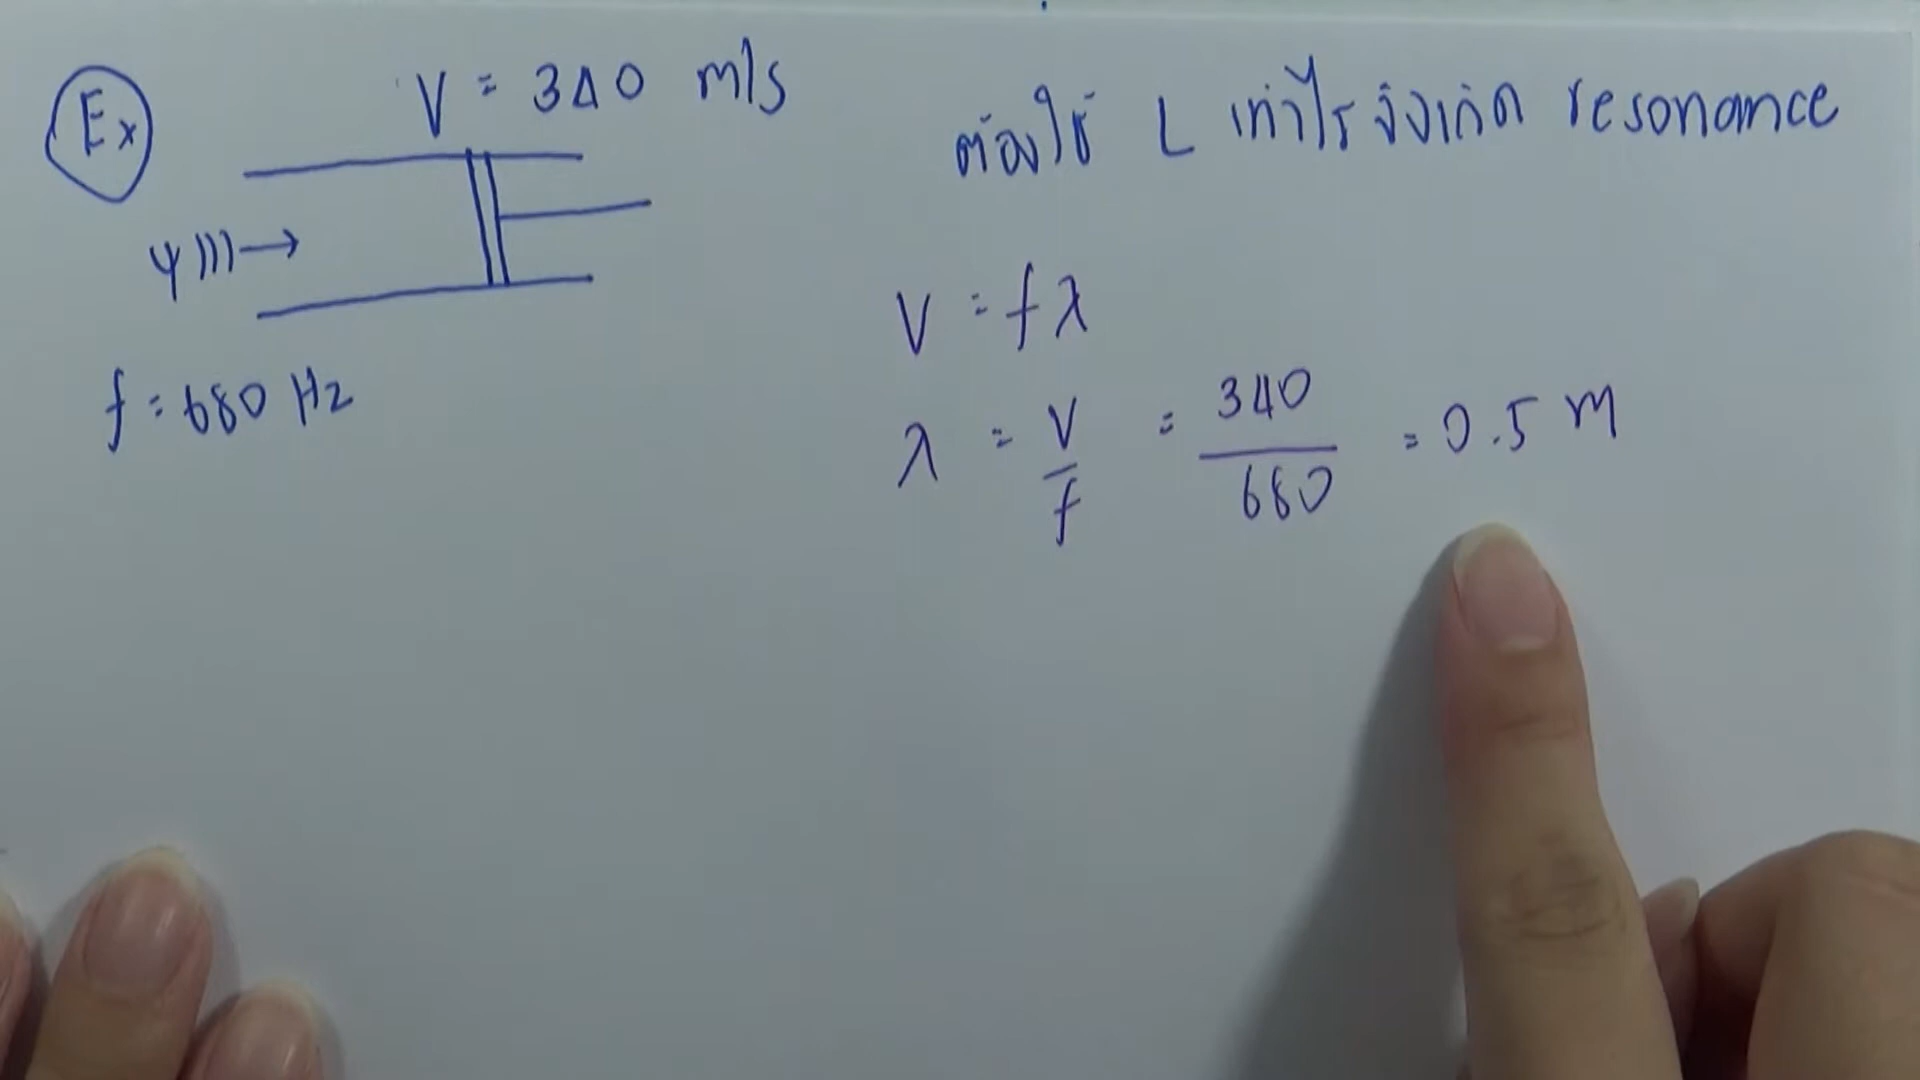 Ex
V = 340 m/s
ต้องใช้ L เท่าไร จึงเกิด resonance
f = 680 Hz
V = fλ
λ = V/f = 340/680 = 0.5 m